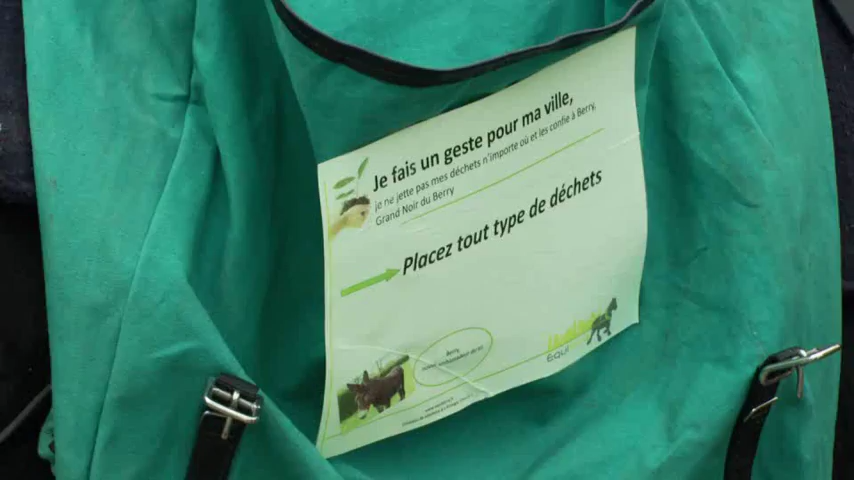 Je fais un geste pour ma ville,
je ne jette pas mes déchets n'importe où et les confie à Berry,
Grand Noir du Berry
Placez tout type de déchets
Berry
EQUI